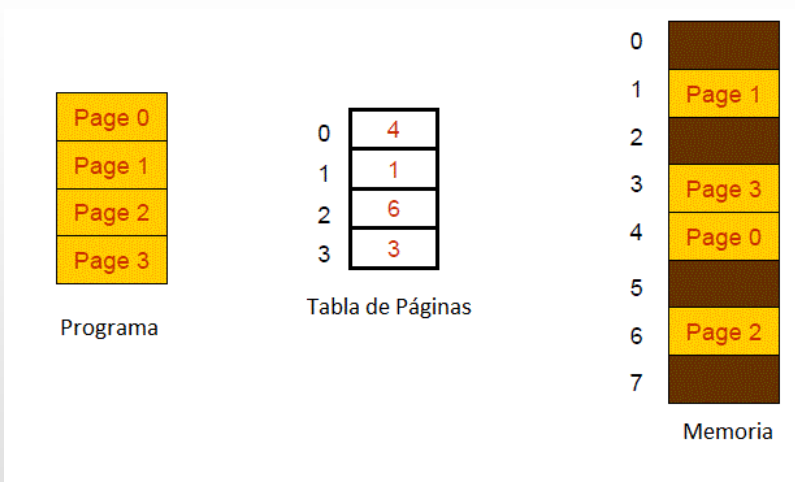 Page 0
Page 1
Page 2
Page 3
Programa
0 4
1 1
2 6
3 3
Tabla de Páginas
0
1 Page 1
2
3 Page 3
4 Page 0
5
6 Page 2
7
Memoria